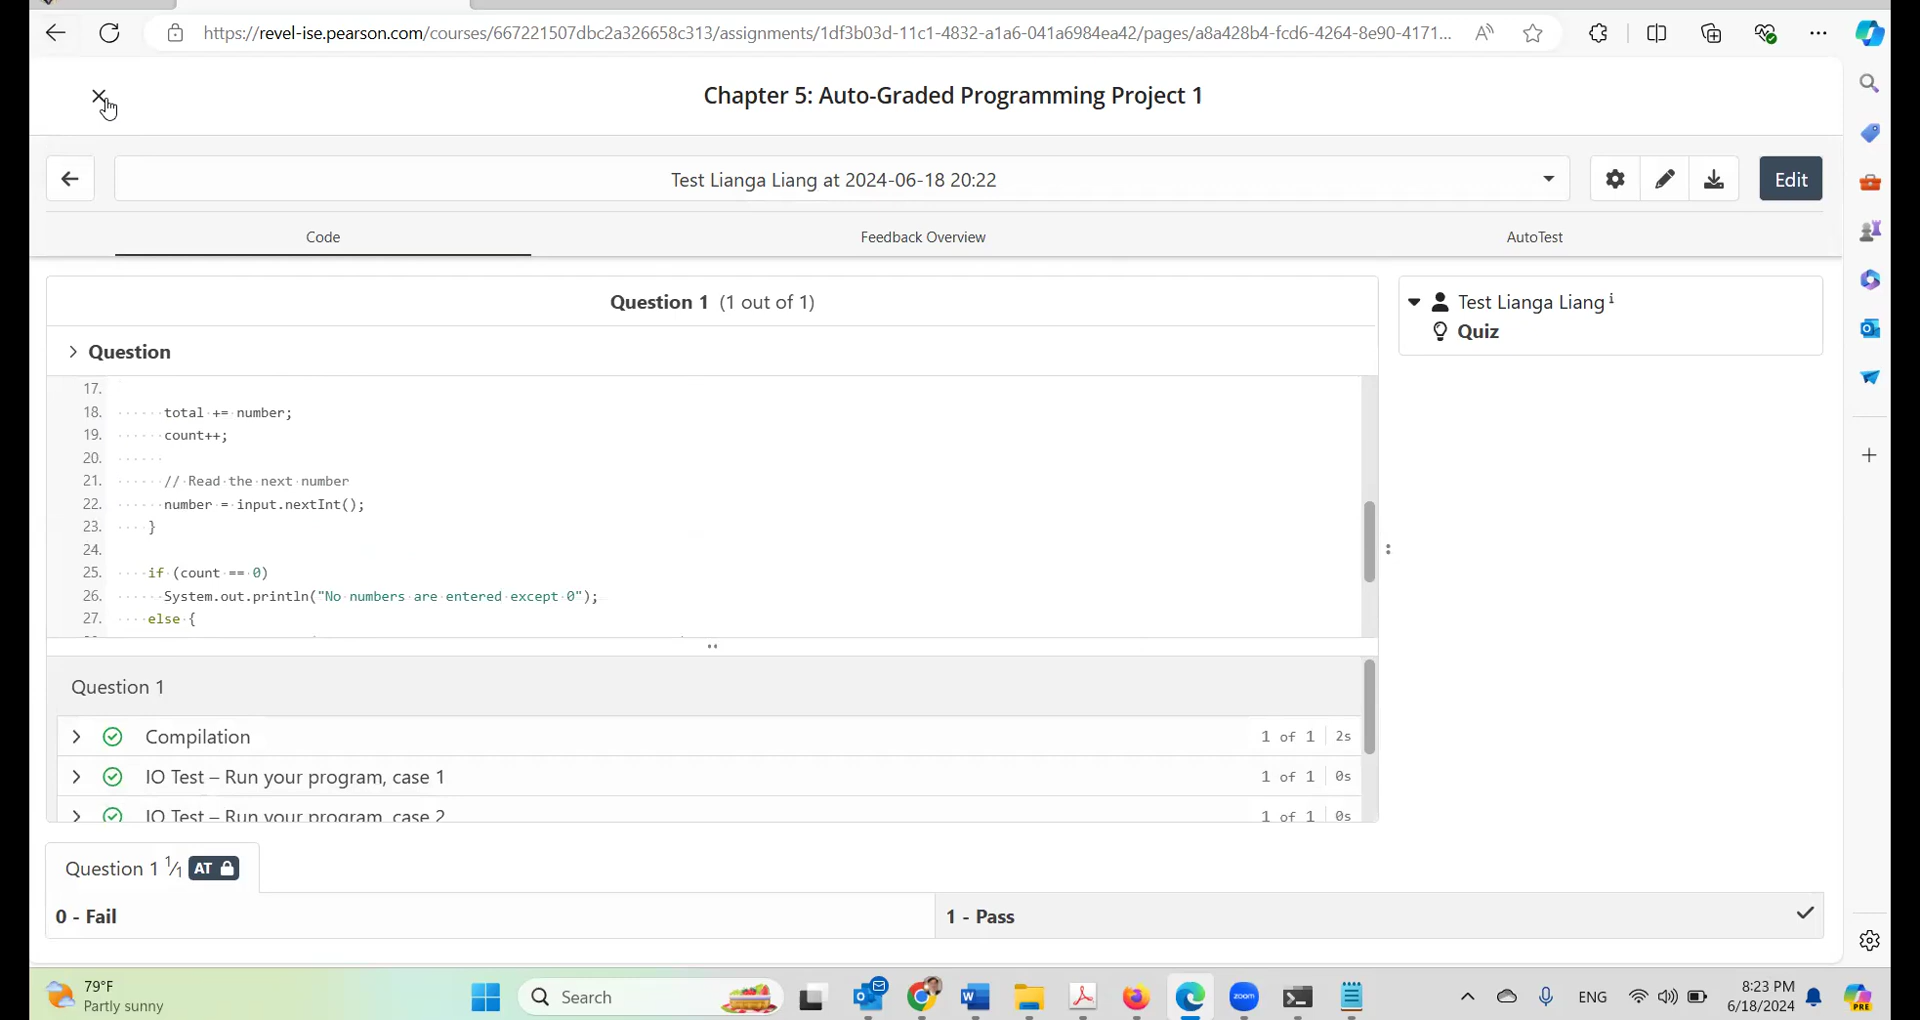 https://revel-ise.pearson.com/courses/667221507dbc2a326658c313/assignments/1df3b03d-11c1-4832-a1a6-041a6984ea42/pages/a8a428b4-fcd6-4264-8e90-4171...
Chapter 5: Auto-Graded Programming Project 1
Test Lianga Liang at 2024-06-18 20:22
Edit
Code
Feedback Overview
AutoTest
Question 1 (1 out of 1)
Test Lianga Liang i
Quiz
Question
17.
18. total += number;
19. count++;
20.
21. // Read the next number
22. number = input.nextInt();
23. }
24.
25. if (count == 0)
26. System.out.println("No numbers are entered except 0");
27. else {
Question 1
Compilation 1 of 1 2s
IO Test – Run your program, case 1 1 of 1 0s
IO Test – Run your program, case 2 1 of 1 0s
Question 1 1/1 AT
0 - Fail
1 - Pass
79°F
Partly sunny
Search
zoom
ENG
8:23 PM
6/18/2024
PRE